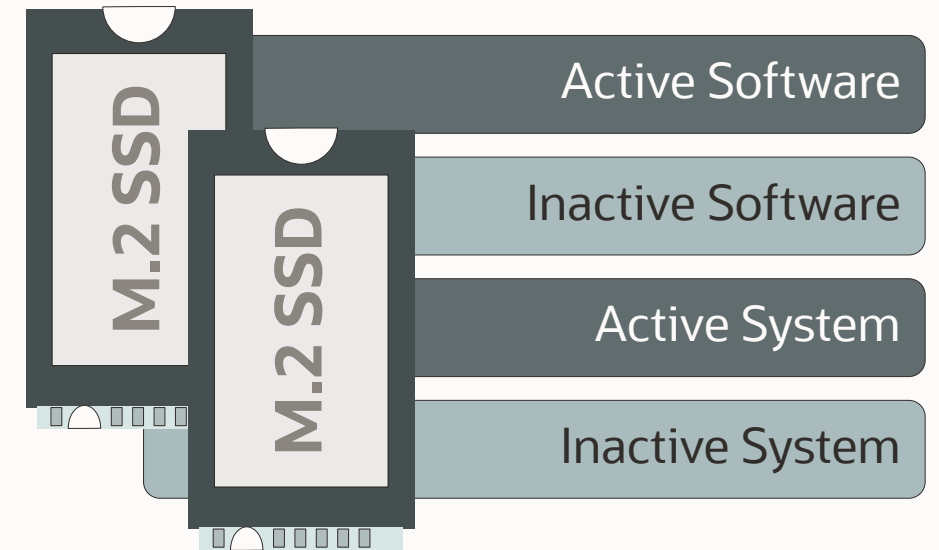 M.2 SSD
M.2 SSD
Active Software
Inactive Software
Active System
Inactive System